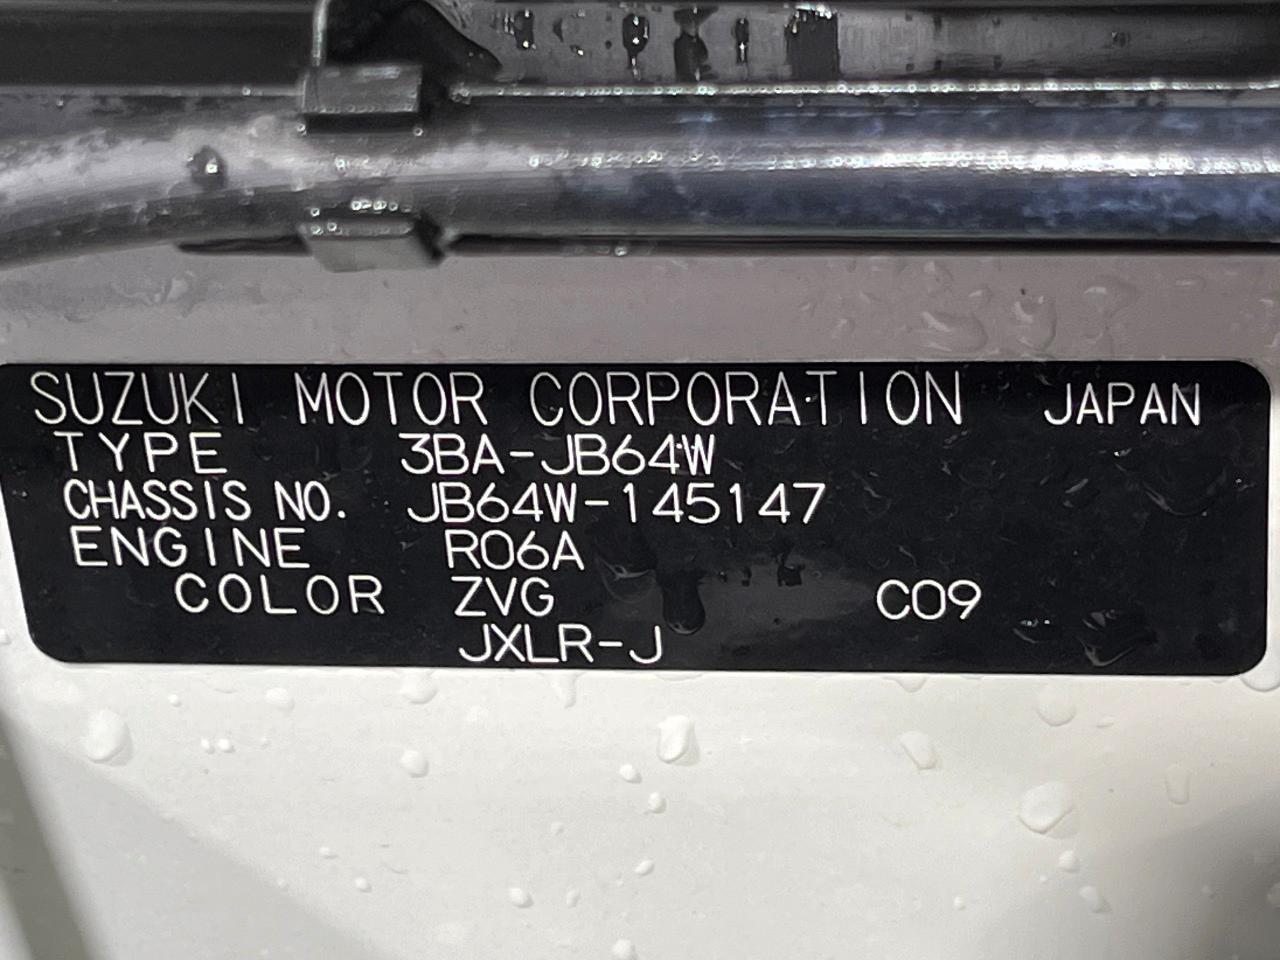 SUZUKI MOTOR CORPORATION JAPAN
TYPE 3BA-JB64W
CHASSIS NO. JB64W-145147
ENGINE R06A
COLOR ZVG C09
JXLR-J